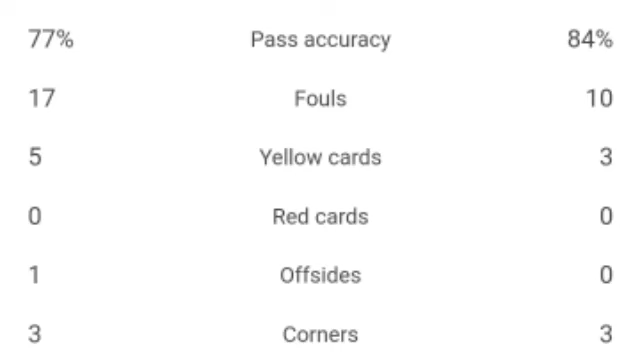 77% Pass accuracy 84%
17 Fouls 10
5 Yellow cards 3
0 Red cards 0
1 Offsides 0
3 Corners 3